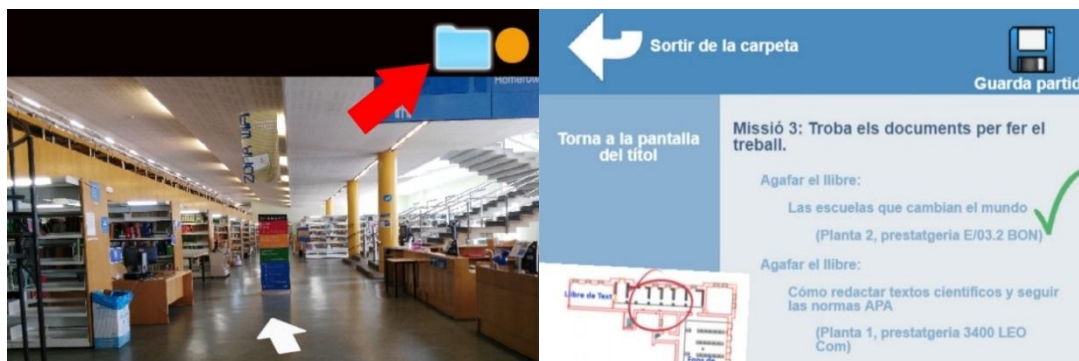 Sortir de la carpeta
Guarda partid
Torna a la pantalla
del títol
Missió 3: Troba els documents per fer el
treball.
Agafar el llibre:
Las escuelas que cambian el mundo
(Planta 2, prestatgeria E/03.2 BON)
Agafar el llibre:
Cómo redactar textos científicos y seguir
las normas APA
(Planta 1, prestatgeria 3400 LEO
Com)
Llibre de Text